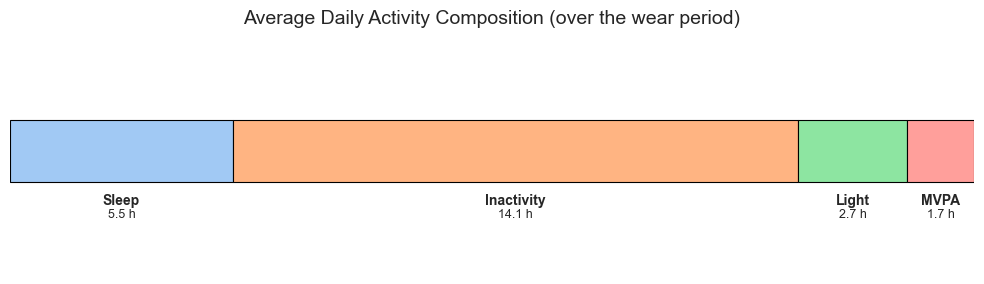 Average Daily Activity Composition (over the wear period)
Sleep
5.5 h
Inactivity
14.1 h
Light
2.7 h
MVPA
1.7 h